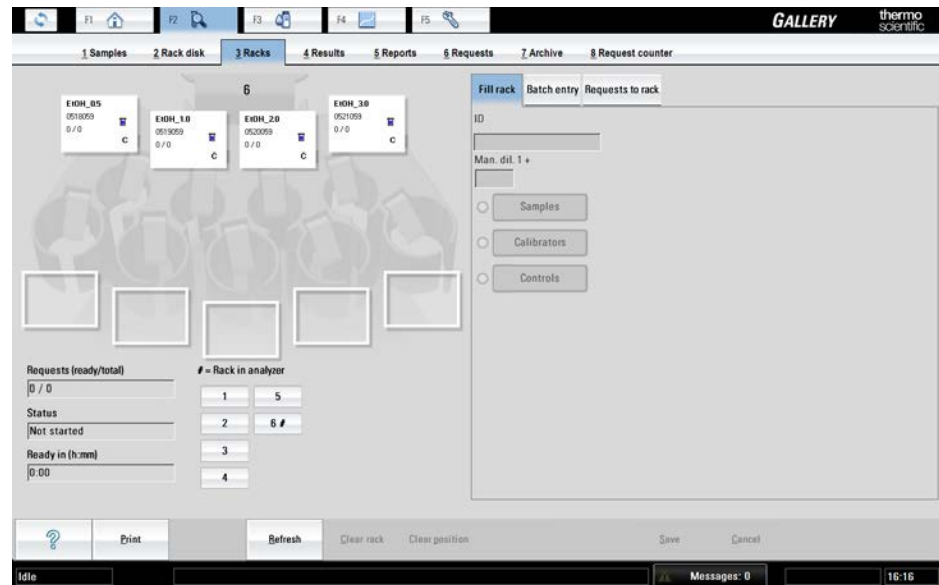 F1
F2
F3
F4
F5
GALLERY
thermo
scientific
1 Samples
2 Rack disk
3 Racks
4 Results
5 Reports
6 Requests
7 Archive
8 Request counter
6
EtOH_0.5
0518059
0 / 0
C
EtOH_1.0
0519059
0 / 0
C
EtOH_2.0
0520059
0 / 0
C
EtOH_3.0
0521059
0 / 0
C
Requests (ready/total)
0 / 0
Status
Not started
Ready in (h:mm)
0:00
# = Rack in analyzer
1
5
2
6 #
3
4
Fill rack
Batch entry
Requests to rack
ID
Man. dil. 1 +
Samples
Calibrators
Controls
?
Print
Refresh
Clear rack
Clear position
Save
Cancel
Idle
Messages: 0
16:16